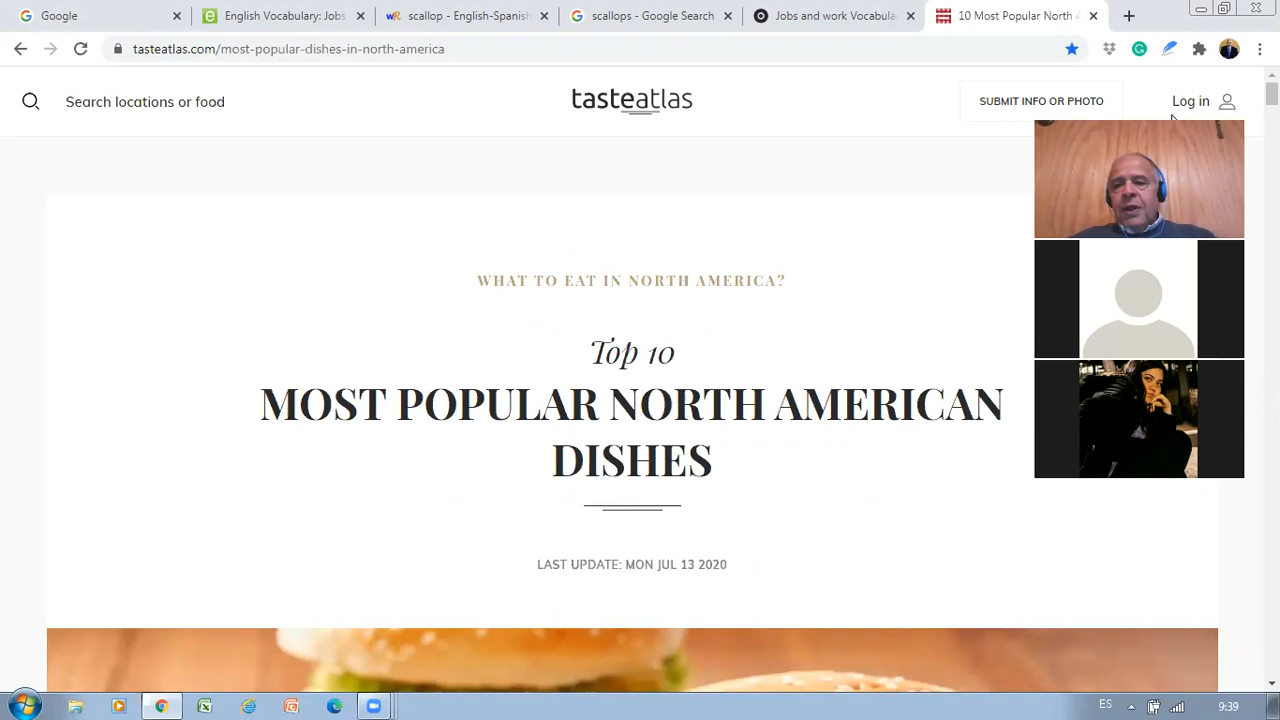 Google
English Vocabulary: Jobs
wR scallop - English-Spanish
scallops - Google Search
Jobs and work Vocabula
10 Most Popular North A
tasteatlas.com/most-popular-dishes-in-north-america
Search locations or food
tasteatlas
SUBMIT INFO OR PHOTO
Log in
WHAT TO EAT IN NORTH AMERICA?
Top 10
MOST POPULAR NORTH AMERICAN
DISHES
LAST UPDATE: MON JUL 13 2020
ES
9:39